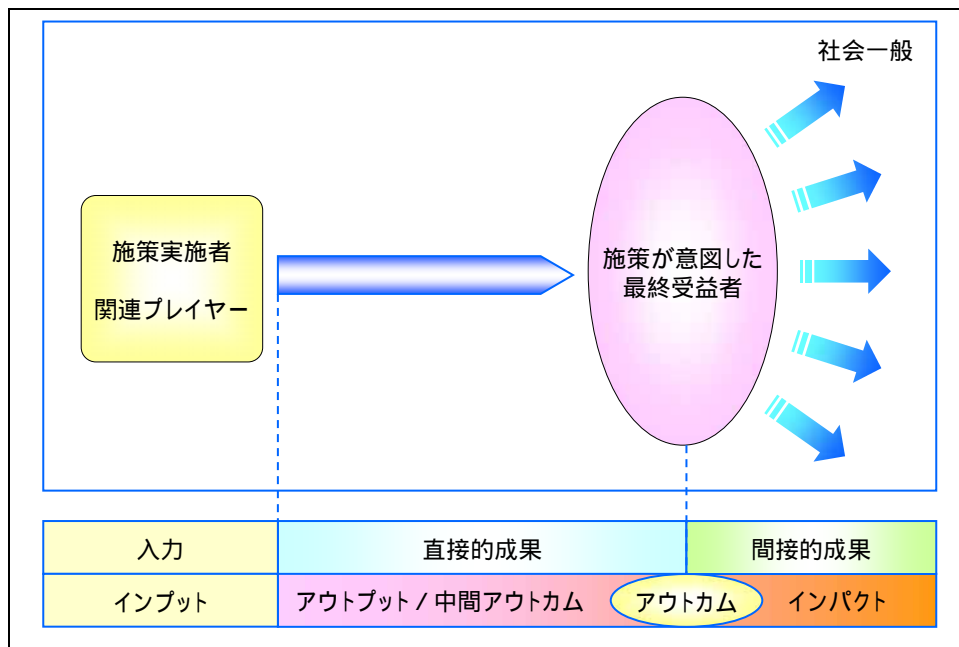 社会一般
施策実施者
関連プレイヤー
施策が意図した
最終受益者
入力
直接的成果
間接的成果
インプット
アウトプット / 中間アウトカム
アウトカム
インパクト